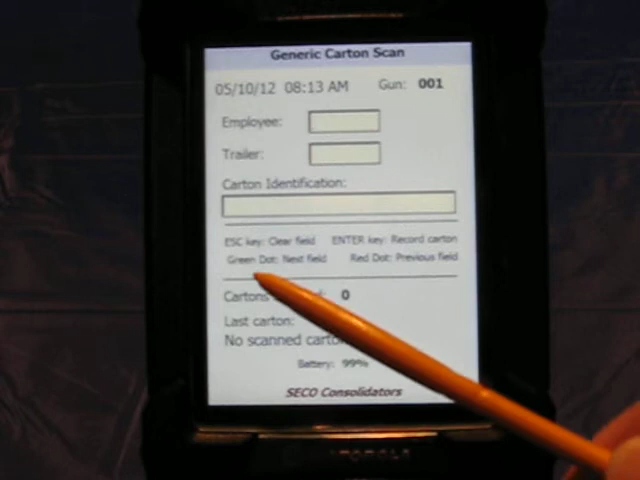 Generic Carton Scan
05/10/12 08:13 AM Gun: 001
Employee:
Trailer:
Carton Identification:
ESC key: Clear field ENTER key: Record carton
Green Dot: Next field Red Dot: Previous field
Cartons 0
Last carton:
No scanned
Battery: 99%
SECO Consolidators
MOTOROLA